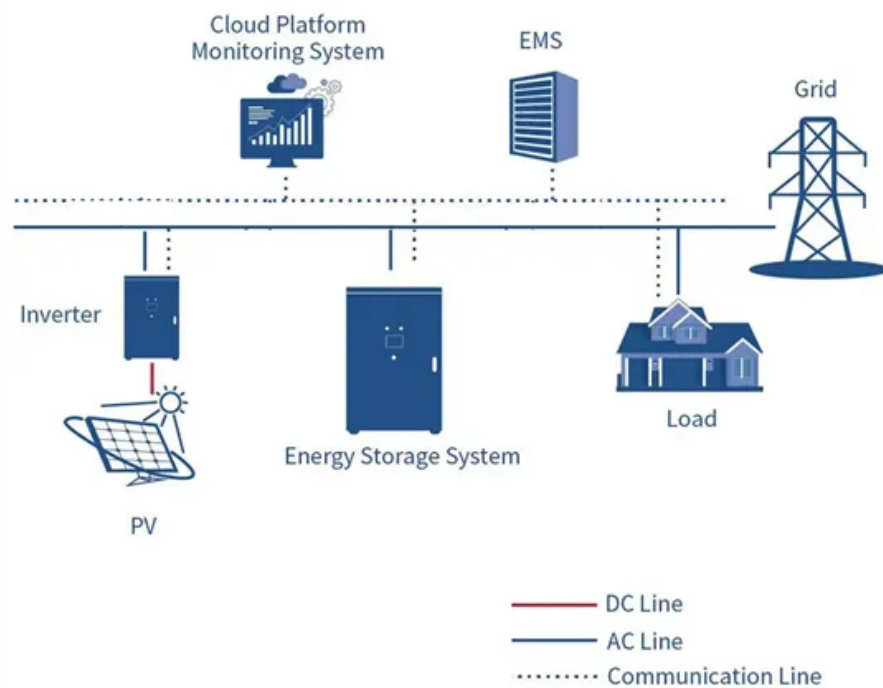 Cloud Platform
Monitoring System
EMS
Grid
Inverter
Load
Energy Storage System
PV
DC Line
AC Line
Communication Line